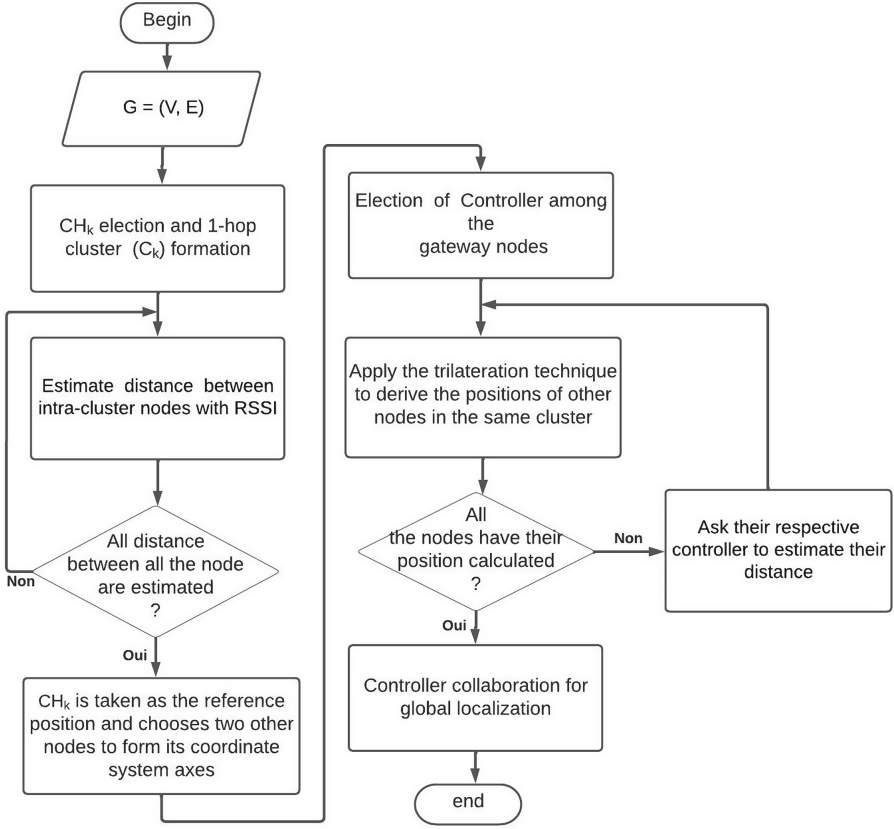 Begin
G = (V, E)
CHk election and 1-hop
cluster (Ck) formation
Estimate distance between
intra-cluster nodes with RSSI
All distance
between all the node
are estimated
?
Non
Oui
CHk is taken as the reference
position and chooses two other
nodes to form its coordinate
system axes
Election of Controller among
the
gateway nodes
Apply the trilateration technique
to derive the positions of other
nodes in the same cluster
All
the nodes have their
position calculated
?
Non
Ask their respective
controller to estimate their
distance
Oui
Controller collaboration for
global localization
end